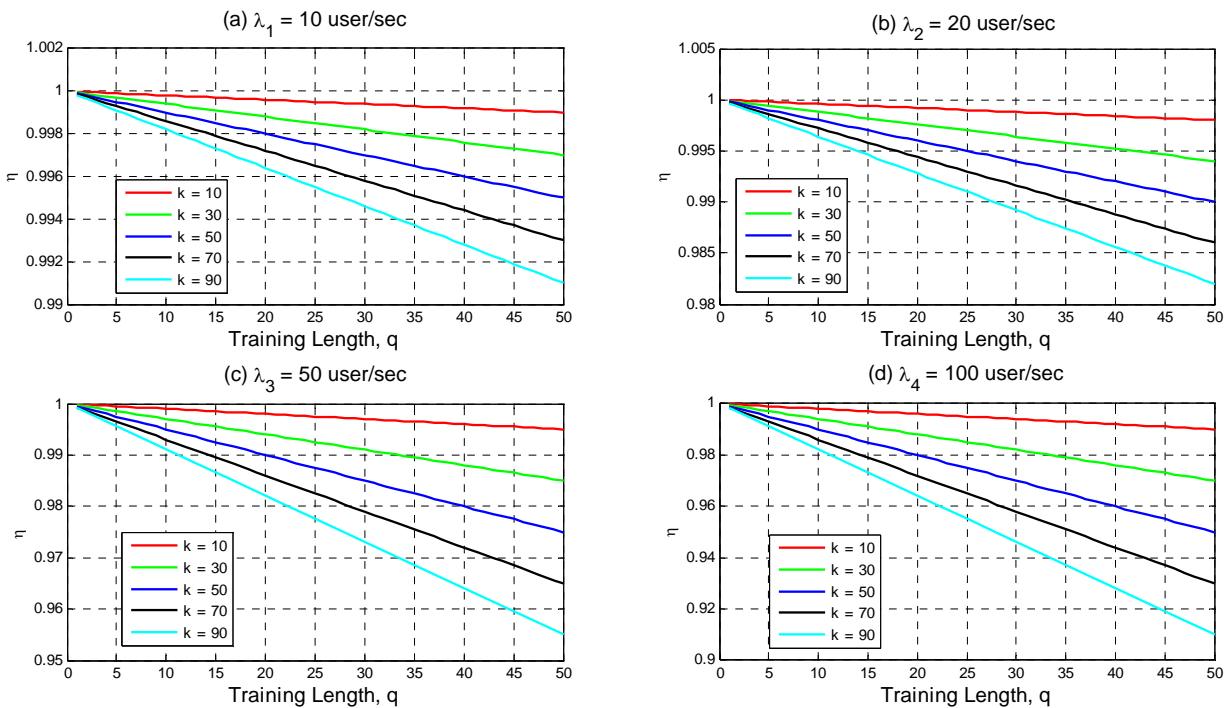 (a) λ1 = 10 user/sec
1.002
1
0.998
0.996
0.994
0.992
0.99
η
k = 10
k = 30
k = 50
k = 70
k = 90
0 5 10 15 20 25 30 35 40 45 50
Training Length, q
(b) λ2 = 20 user/sec
1.005
1
0.995
0.99
0.985
0.98
η
k = 10
k = 30
k = 50
k = 70
k = 90
0 5 10 15 20 25 30 35 40 45 50
Training Length, q
(c) λ3 = 50 user/sec
1
0.99
0.98
0.97
0.96
0.95
η
k = 10
k = 30
k = 50
k = 70
k = 90
0 5 10 15 20 25 30 35 40 45 50
Training Length, q
(d) λ4 = 100 user/sec
1
0.98
0.96
0.94
0.92
0.9
η
k = 10
k = 30
k = 50
k = 70
k = 90
0 5 10 15 20 25 30 35 40 45 50
Training Length, q